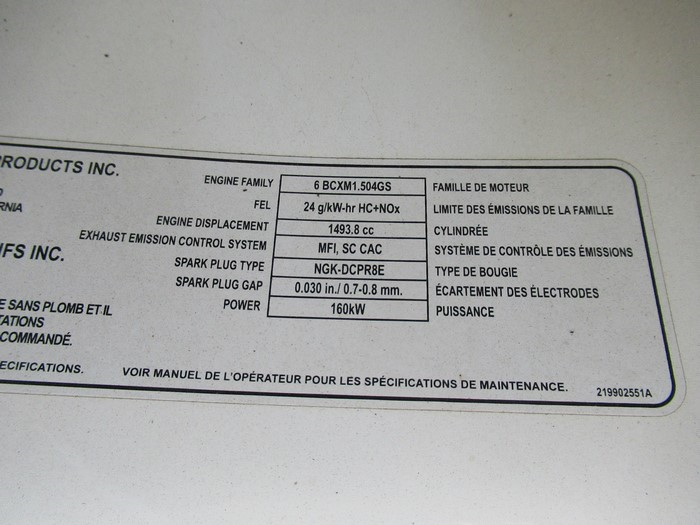 PRODUCTS INC.
RNIA
IFS INC.
E SANS PLOMB ET IL
TATIONS
COMMANDÉ.
ECIFICATIONS.
ENGINE FAMILY 6 BCXM1.504GS FAMILLE DE MOTEUR
FEL 24 g/kW-hr HC+NOx LIMITE DES ÉMISSIONS DE LA FAMILLE
ENGINE DISPLACEMENT 1493.8 cc CYLINDRÉE
EXHAUST EMISSION CONTROL SYSTEM MFI, SC CAC SYSTÈME DE CONTRÔLE DES ÉMISSIONS
SPARK PLUG TYPE NGK-DCPR8E TYPE DE BOUGIE
SPARK PLUG GAP 0.030 in./ 0.7-0.8 mm. ÉCARTEMENT DES ÉLECTRODES
POWER 160kW PUISSANCE
VOIR MANUEL DE L'OPÉRATEUR POUR LES SPÉCIFICATIONS DE MAINTENANCE.
219902551A